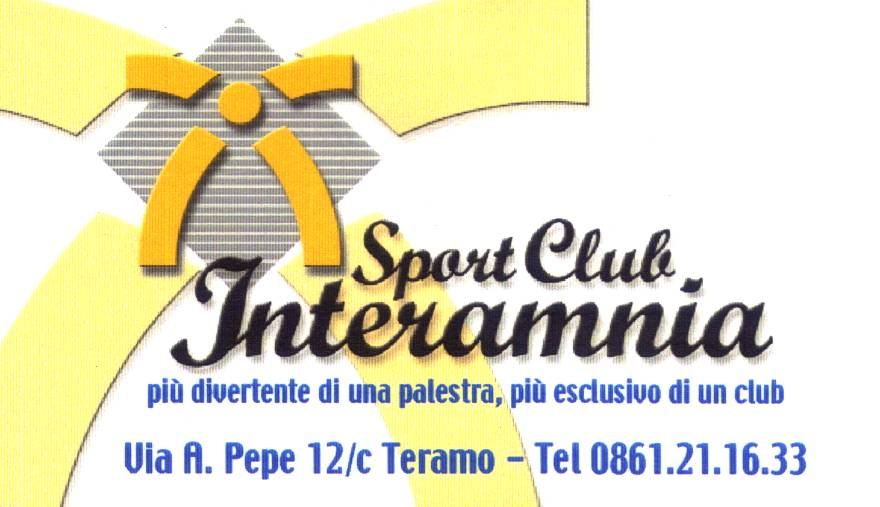 Sport Club
Interamnia
più divertente di una palestra, più esclusivo di un club
Via A. Pepe 12/c Teramo - Tel 0861.21.16.33